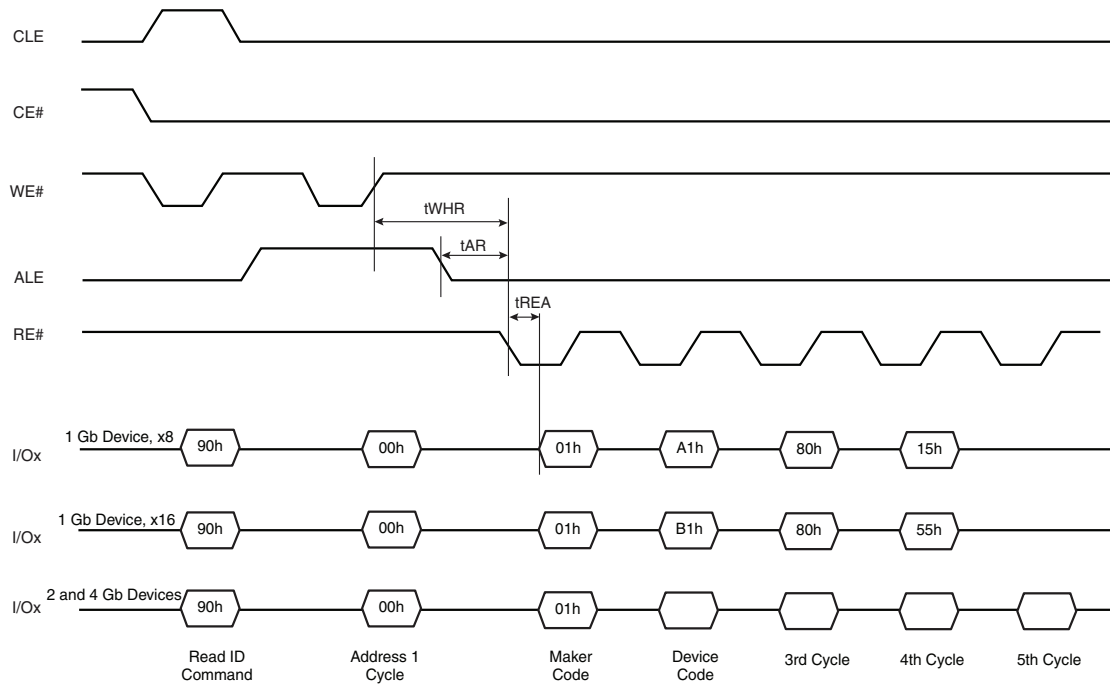 CLE
CE#
WE#
tWHR
tAR
ALE
tREA
RE#
I/Ox 1 Gb Device, x8 90h 00h 01h A1h 80h 15h
I/Ox 1 Gb Device, x16 90h 00h 01h B1h 80h 55h
I/Ox 2 and 4 Gb Devices 90h 00h 01h
Read ID Command
Address 1 Cycle
Maker Code
Device Code
3rd Cycle
4th Cycle
5th Cycle